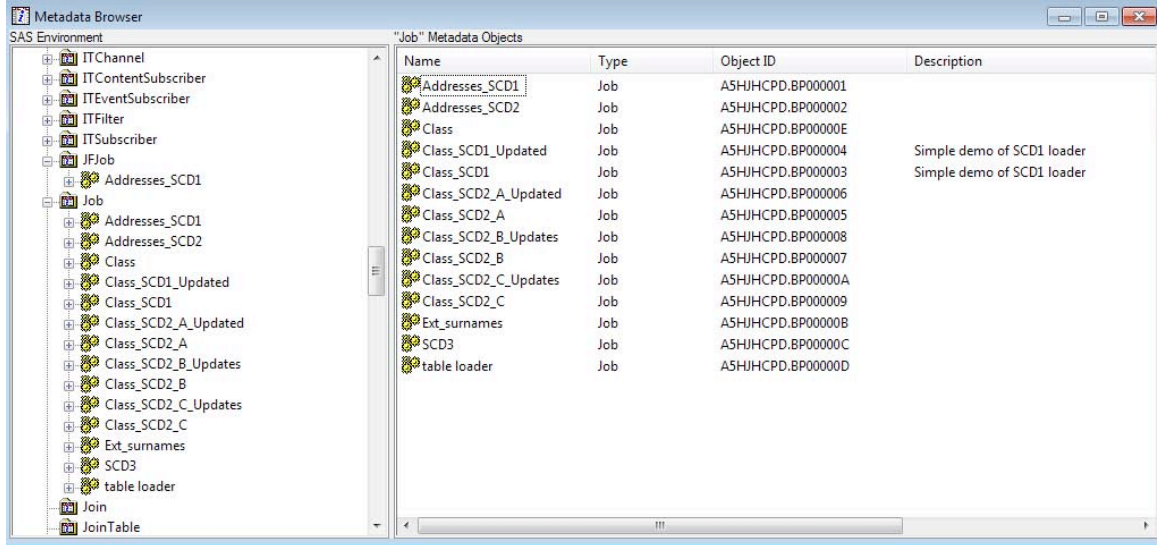 Metadata Browser
SAS Environment
ITChannel
ITContentSubscriber
ITEventSubscriber
ITFilter
ITSubscriber
JFJob
Addresses_SCD1
Job
Addresses_SCD1
Addresses_SCD2
Class
Class_SCD1_Updated
Class_SCD1
Class_SCD2_A_Updated
Class_SCD2_A
Class_SCD2_B_Updates
Class_SCD2_B
Class_SCD2_C_Updates
Class_SCD2_C
Ext_surnames
SCD3
table loader
Join
JoinTable
"Job" Metadata Objects
Name Type Object ID Description
Addresses_SCD1 Job A5HJHCPD.BP000001
Addresses_SCD2 Job A5HJHCPD.BP000002
Class Job A5HJHCPD.BP00000E
Class_SCD1_Updated Job A5HJHCPD.BP000004 Simple demo of SCD1 loader
Class_SCD1 Job A5HJHCPD.BP000003 Simple demo of SCD1 loader
Class_SCD2_A_Updated Job A5HJHCPD.BP000006
Class_SCD2_A Job A5HJHCPD.BP000005
Class_SCD2_B_Updates Job A5HJHCPD.BP000008
Class_SCD2_B Job A5HJHCPD.BP000007
Class_SCD2_C_Updates Job A5HJHCPD.BP00000A
Class_SCD2_C Job A5HJHCPD.BP000009
Ext_surnames Job A5HJHCPD.BP00000B
SCD3 Job A5HJHCPD.BP00000C
table loader Job A5HJHCPD.BP00000D